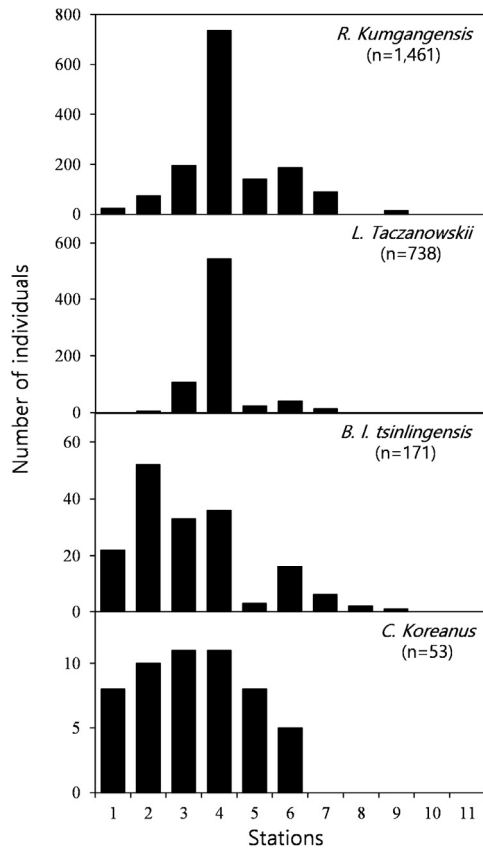 Number of individuals
800
600
400
200
0
R. Kumgangensis
(n=1,461)
600
400
200
0
L. Taczanowskii
(n=738)
60
40
20
0
B. l. tsinlingensis
(n=171)
10
5
0
C. Koreanus
(n=53)
1 2 3 4 5 6 7 8 9 10 11
Stations